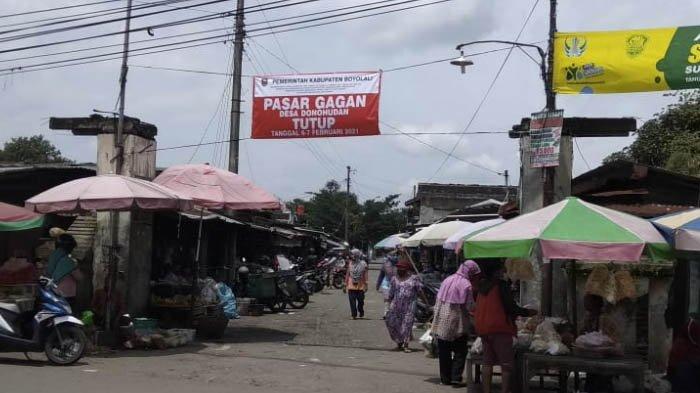 PEMERINTAH KABUPATEN BOYOLALI
PASAR GAGAN
DESA DONOHUDAN
TUTUP
TANGGAL 6-7 FEBRUARI 2021